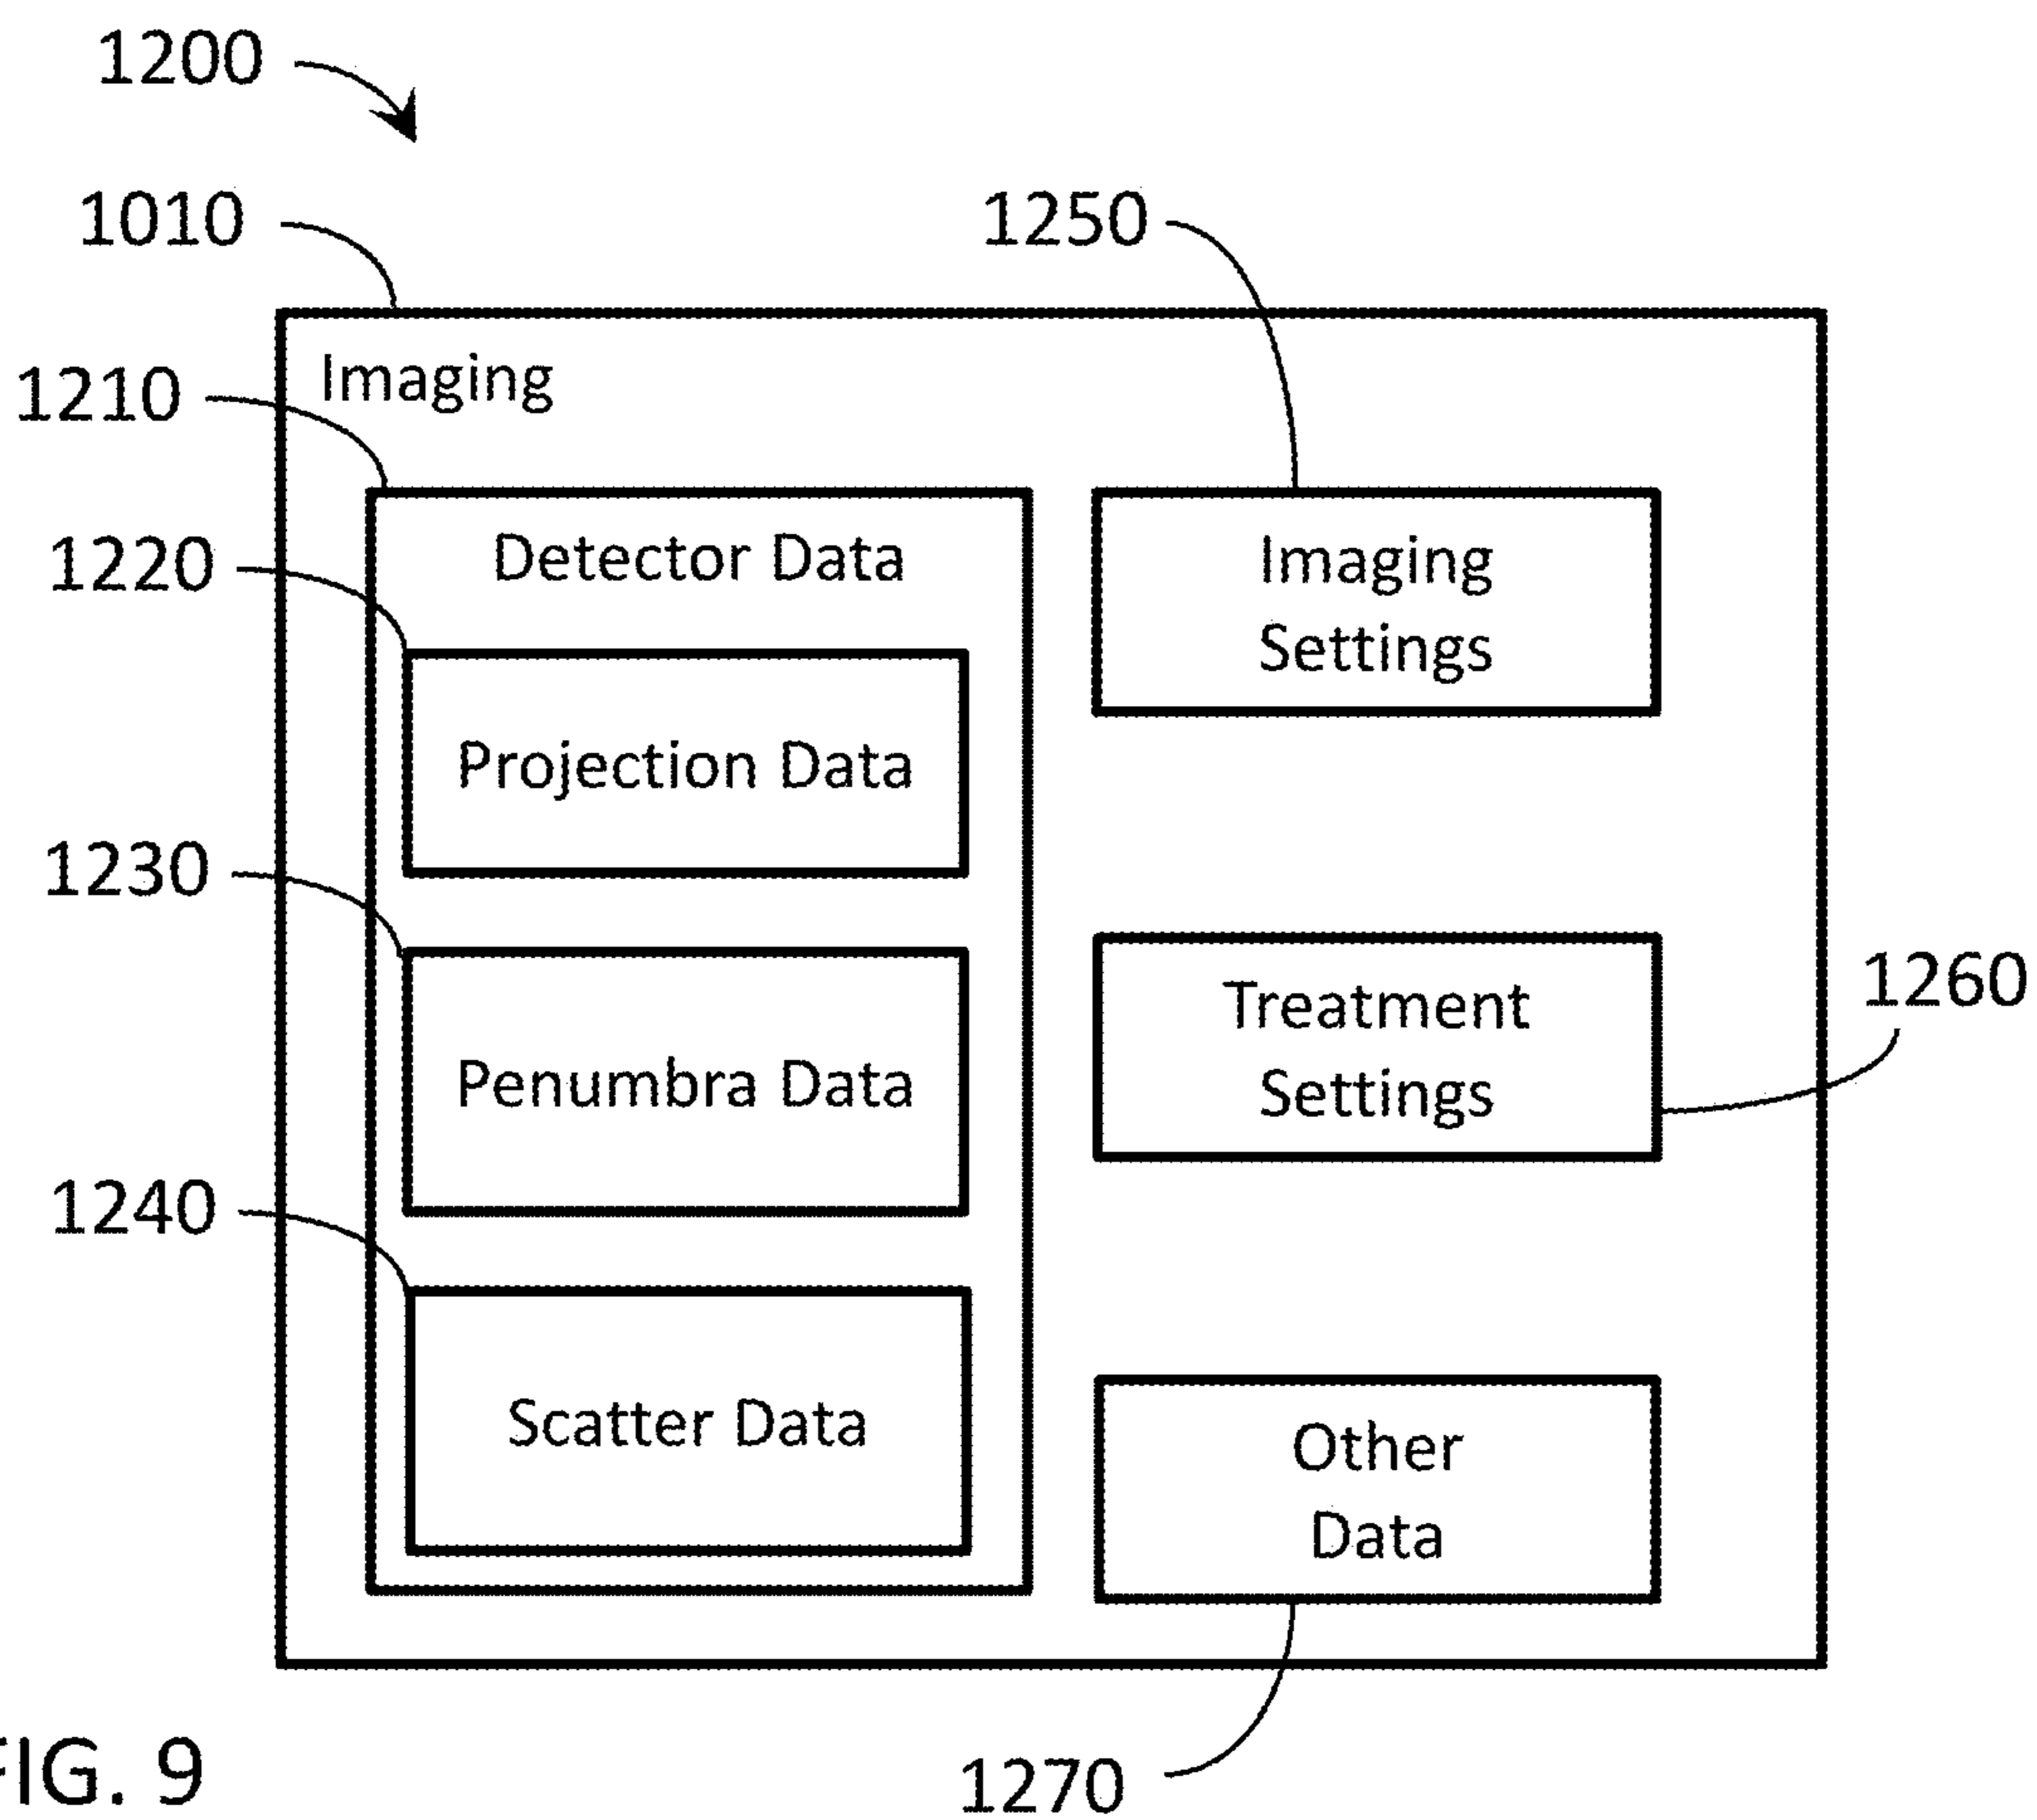 1200
1010
1250
Imaging
1210
Detector Data
Imaging
Settings
1220
Projection Data
1230
Treatment
Settings
1260
Penumbra Data
1240
Scatter Data
Other
Data
FIG. 9
1270